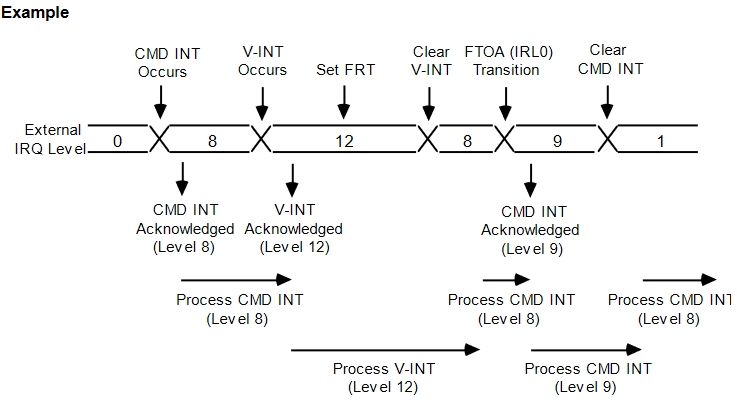 Example
CMD INT
Occurs
V-INT
Occurs
Set FRT
Clear
V-INT
FTOA (IRL0)
Transition
Clear
CMD INT
External
IRQ Level
0
8
12
8
9
1
CMD INT
Acknowledged
(Level 8)
V-INT
Acknowledged
(Level 12)
CMD INT
Acknowledged
(Level 9)
Process CMD INT
(Level 8)
Process CMD INT
(Level 8)
Process CMD INT
(Level 8)
Process V-INT
(Level 12)
Process CMD INT
(Level 9)